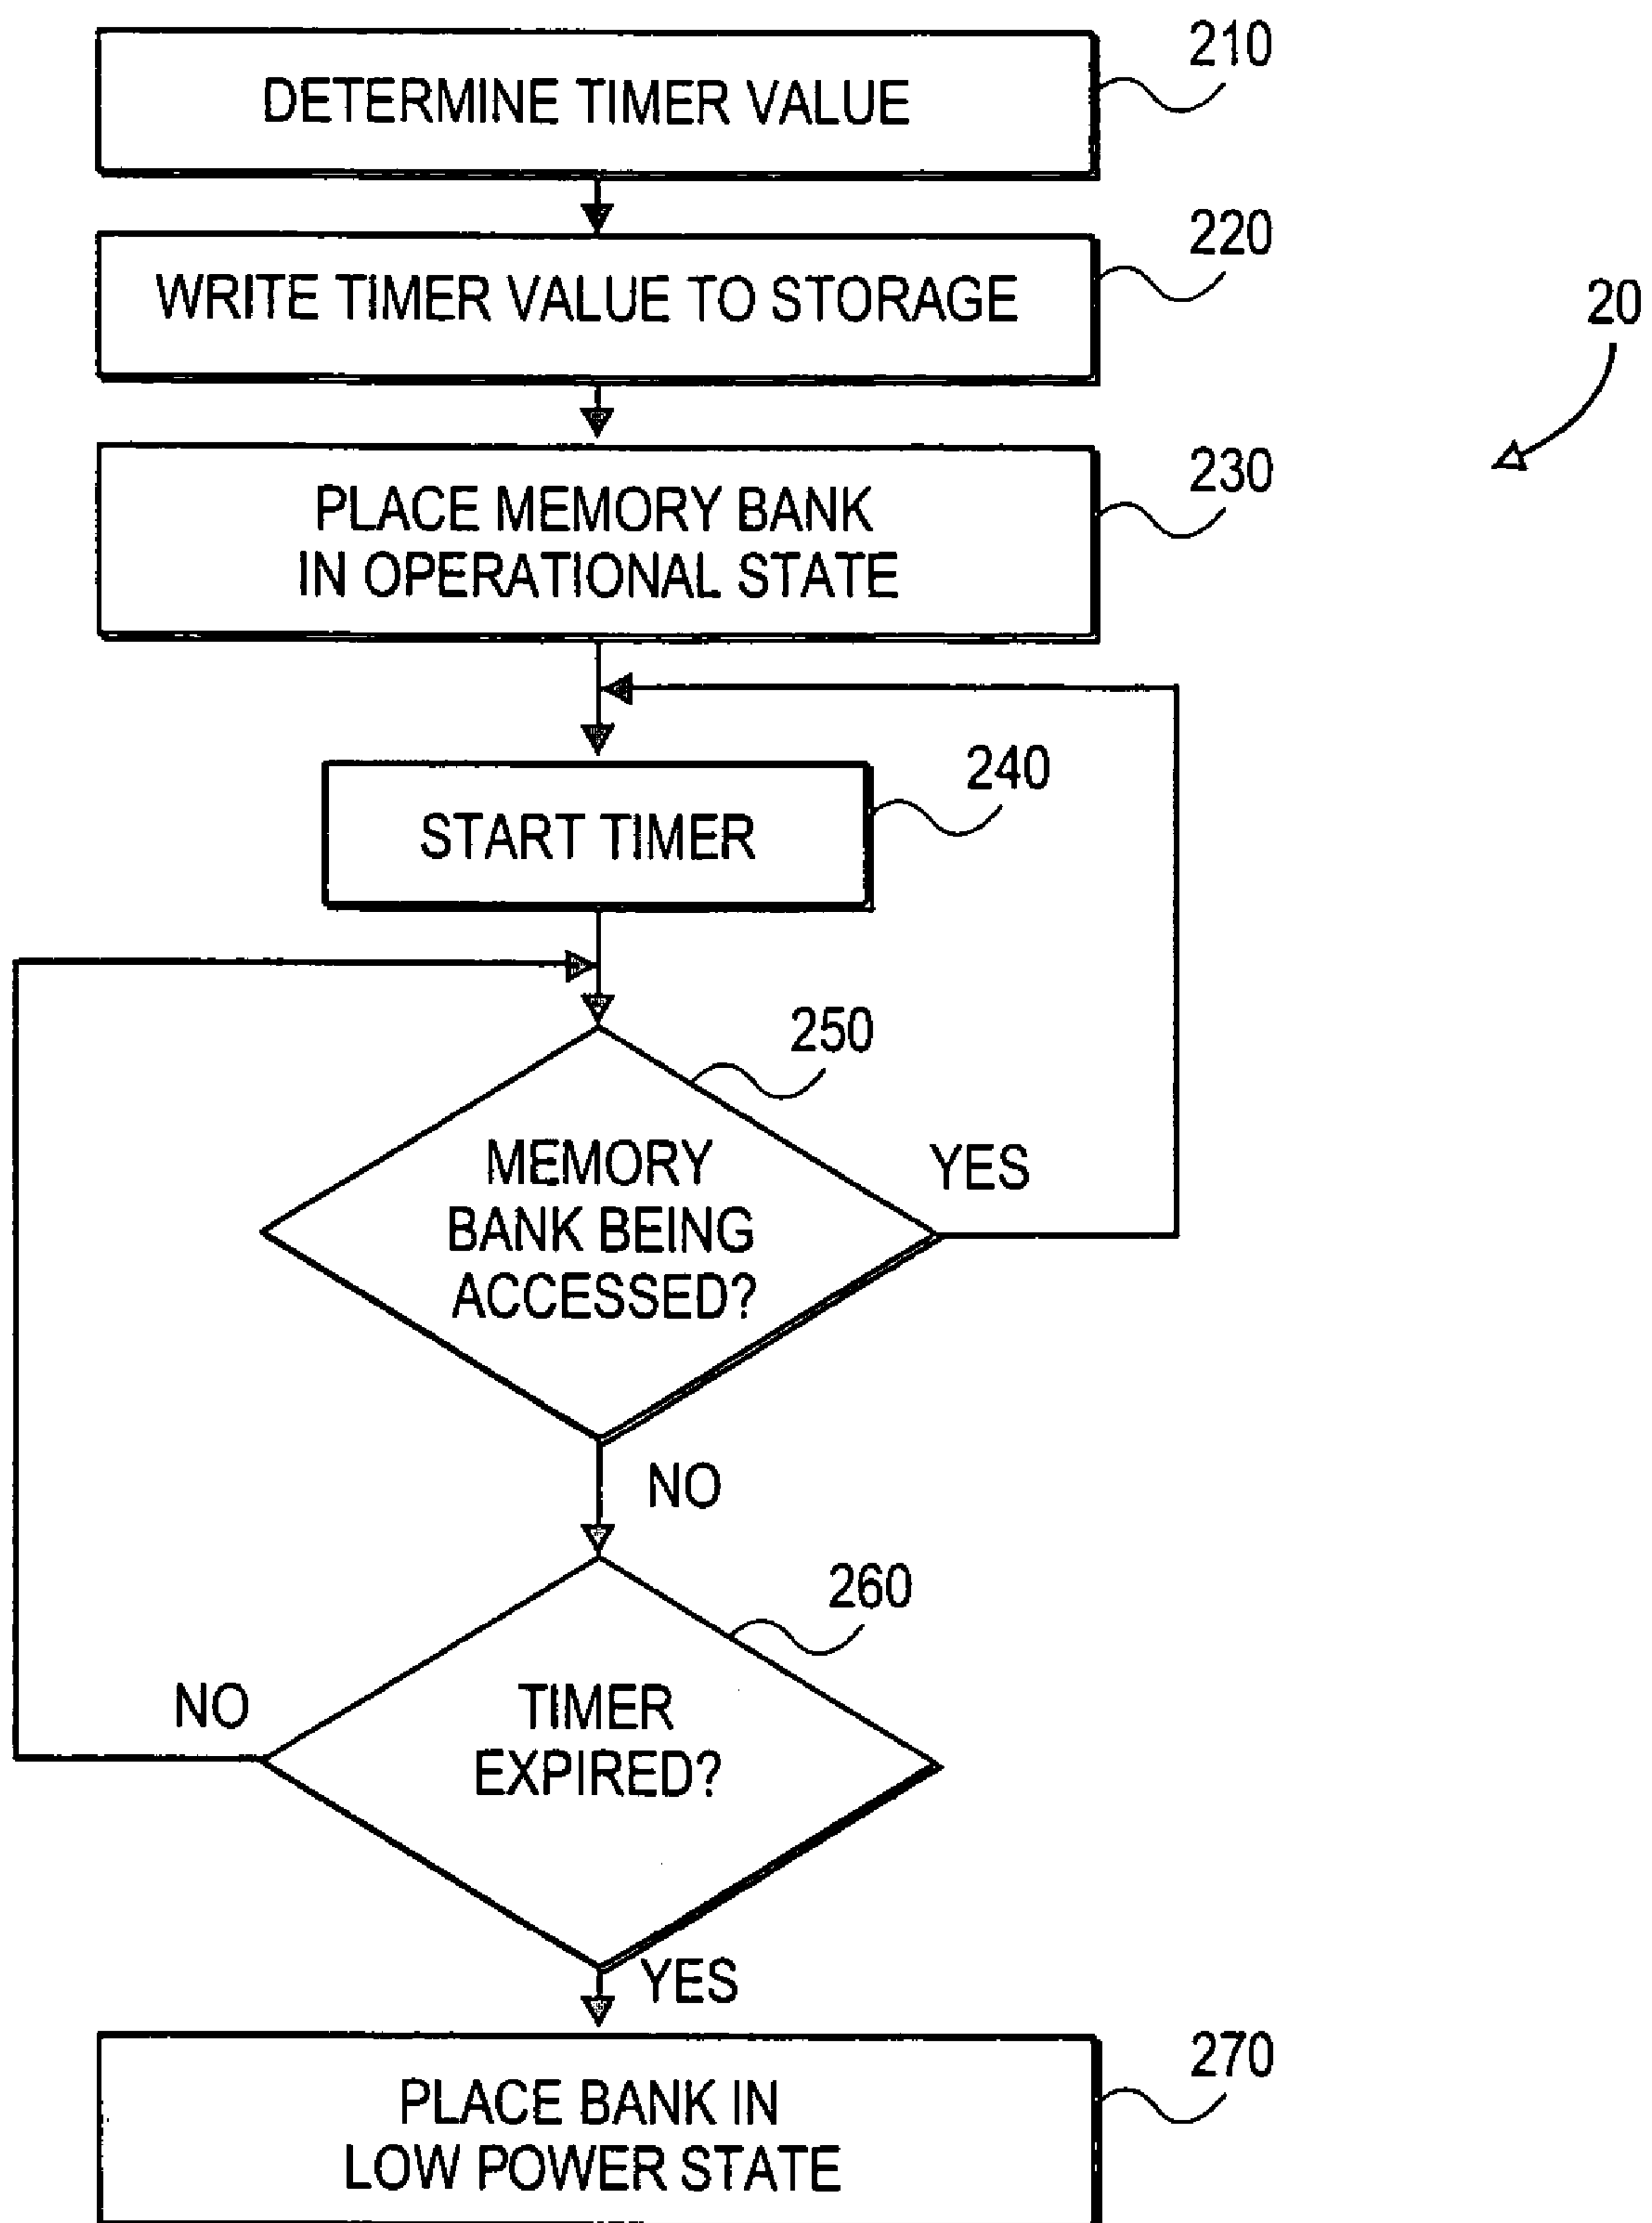 210
DETERMINE TIMER VALUE
220
WRITE TIMER VALUE TO STORAGE
20
230
PLACE MEMORY BANK
IN OPERATIONAL STATE
240
START TIMER
250
MEMORY
BANK BEING
ACCESSED?
YES
NO
260
TIMER
EXPIRED?
NO
YES
270
PLACE BANK IN
LOW POWER STATE